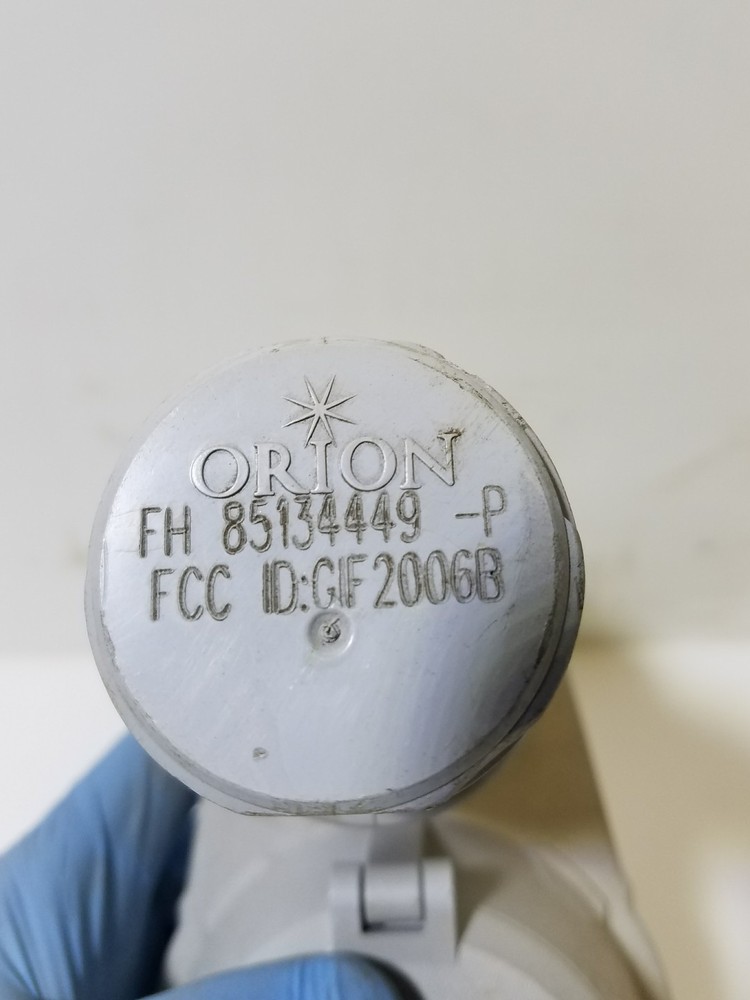 ORION
FH 85134449 -P
FCC ID:GIF2006B